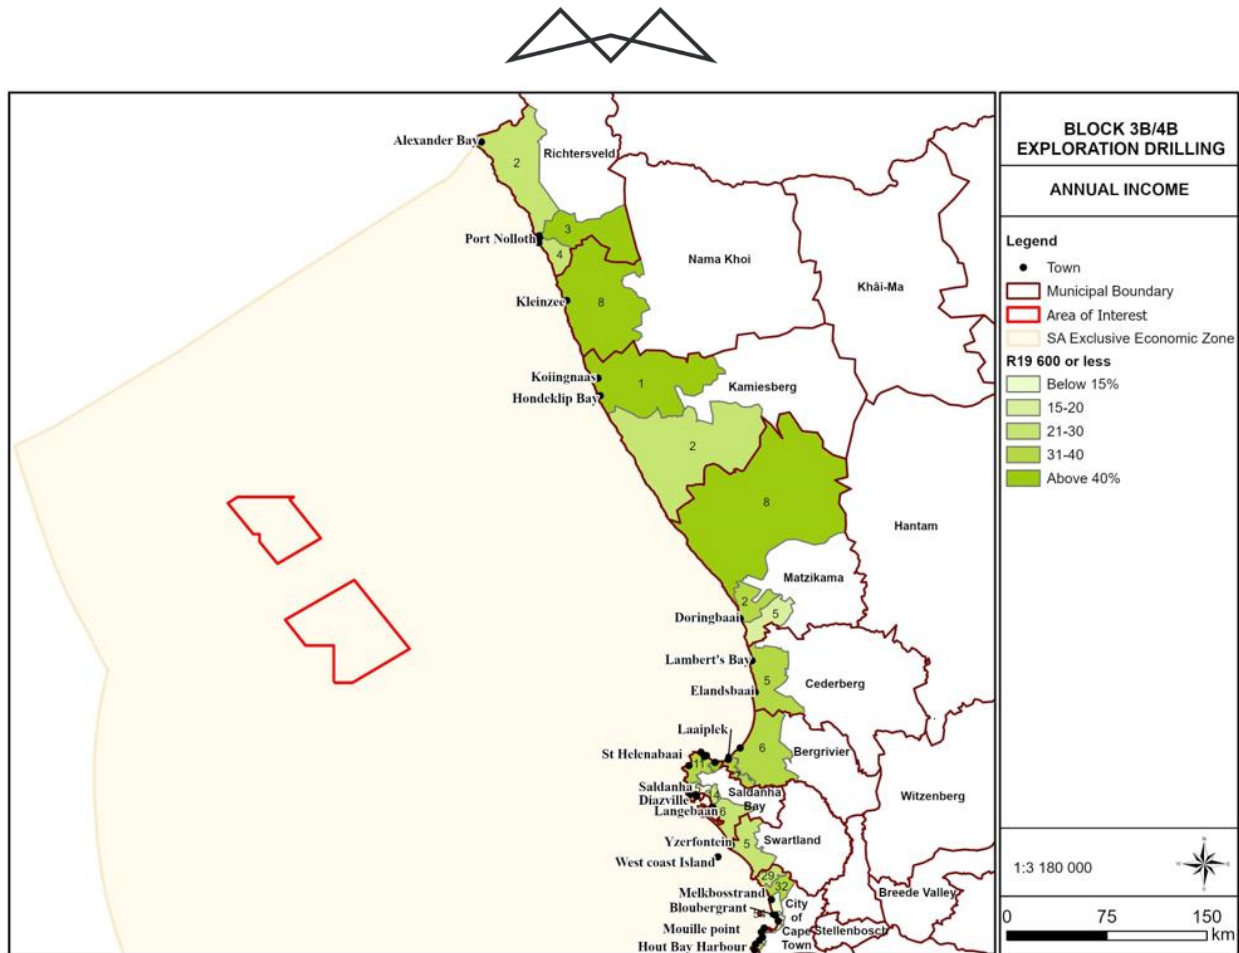 BLOCK 3B/4B
EXPLORATION DRILLING
ANNUAL INCOME
Legend
Town
Municipal Boundary
Area of Interest
SA Exclusive Economic Zone
R19 600 or less
Below 15%
15-20
21-30
31-40
Above 40%
1:3 180 000
0 75 150
km
Alexander Bay
2
Richtersveld
3
Port Nolloth
4
Nama Khoi
Khâi-Ma
Kleinzee
8
Koiingnaas
1
Kamiesberg
Hondeklip Bay
2
8
Hantam
Matzikama
2
5
Doringbaai
Lambert's Bay
5
Cederberg
Elandsbaai
Laaiplek
6
Bergrivier
St Helenabaai
11
Saldanha
5
Saldanha
Bay
Witzenberg
Diazville
14
Langebaan
6
Yzerfontein
5
Swartland
West coast Island
29
32
Melkbosstrand
Breede Valley
Bloubergrant
City
of
Cape
Town
Mouille point
Stellenbosch
Hout Bay Harbour